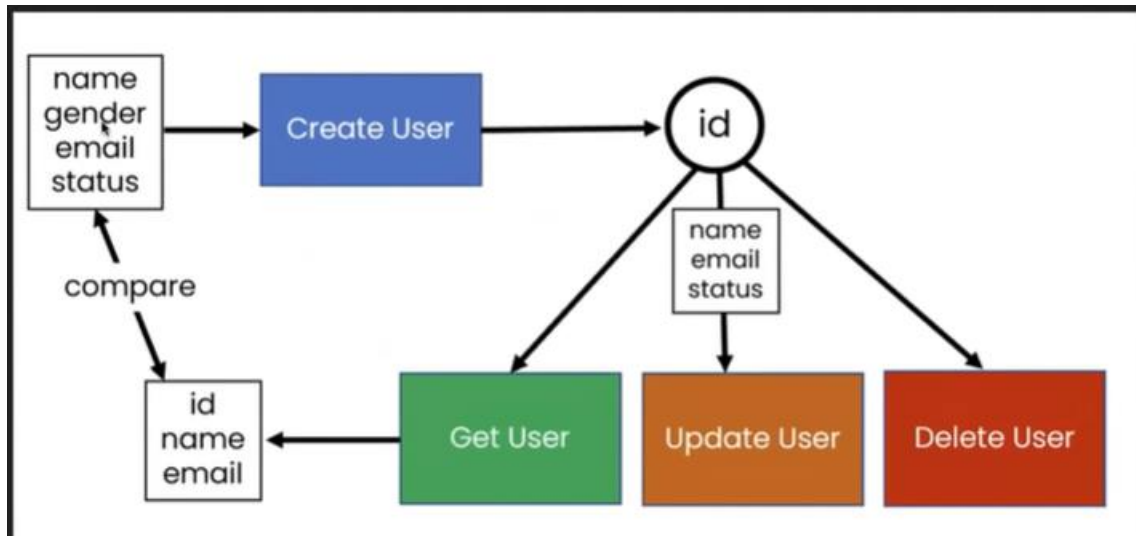 name
gender
email
status
Create User
id
name
email
status
compare
id
name
email
Get User
Update User
Delete User